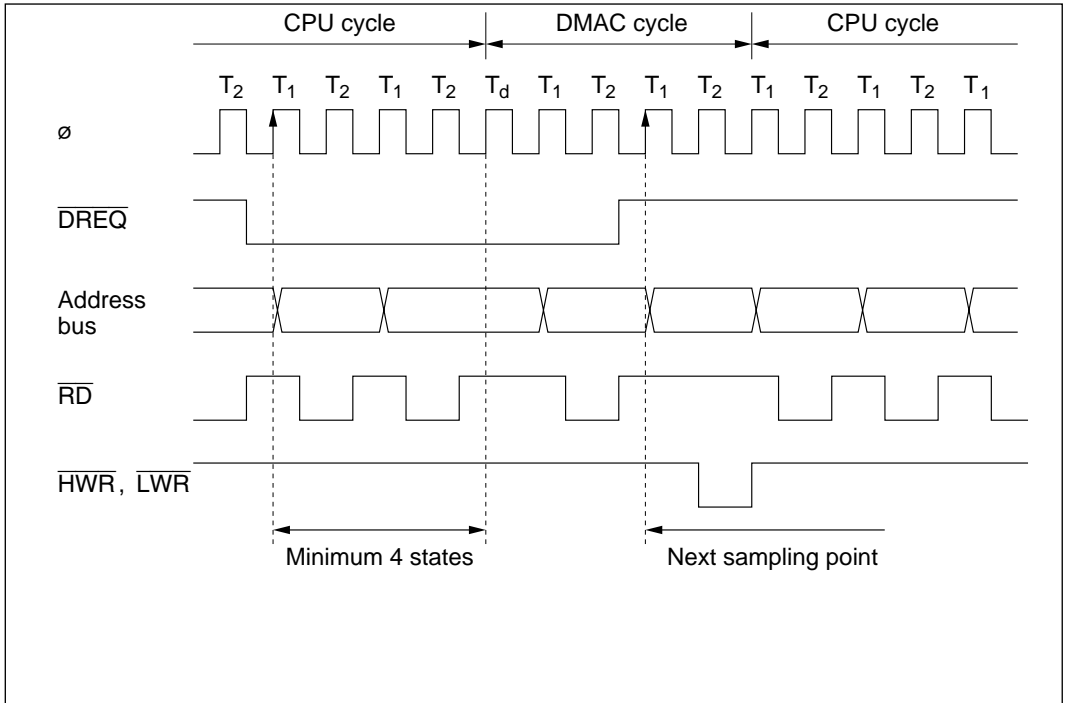 CPU cycle DMAC cycle CPU cycle
T2 T1 T2 T1 T2 Td T1 T2 T1 T2 T1 T2 T1 T2 T1
ø
DREQ
Address
bus
RD
HWR, LWR
Minimum 4 states Next sampling point